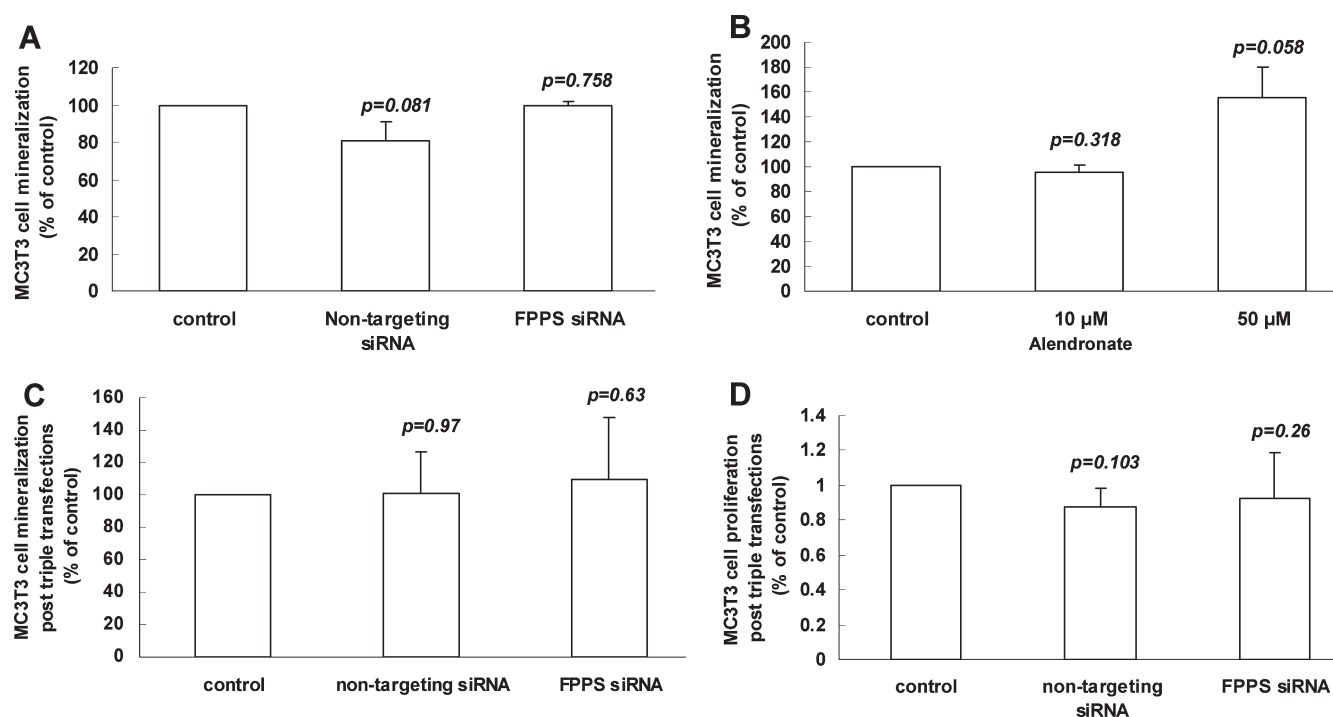 A
MC3T3 cell mineralization
(% of control)
120
100
80
60
40
20
0
p=0.081
p=0.758
control
Non-targeting
siRNA
FPPS siRNA
B
MC3T3 cell mineralization
(% of control)
200
180
160
140
120
100
80
60
40
20
0
p=0.318
p=0.058
control
10 µM
50 µM
Alendronate
C
MC3T3 cell mineralization
post triple transfections
(% of control)
160
140
120
100
80
60
40
20
0
p=0.97
p=0.63
control
non-targeting siRNA
FPPS siRNA
D
MC3T3 cell proliferation
post triple transfections
(% of control)
1.4
1.2
1
0.8
0.6
0.4
0.2
0
p=0.103
p=0.26
control
non-targeting
siRNA
FPPS siRNA